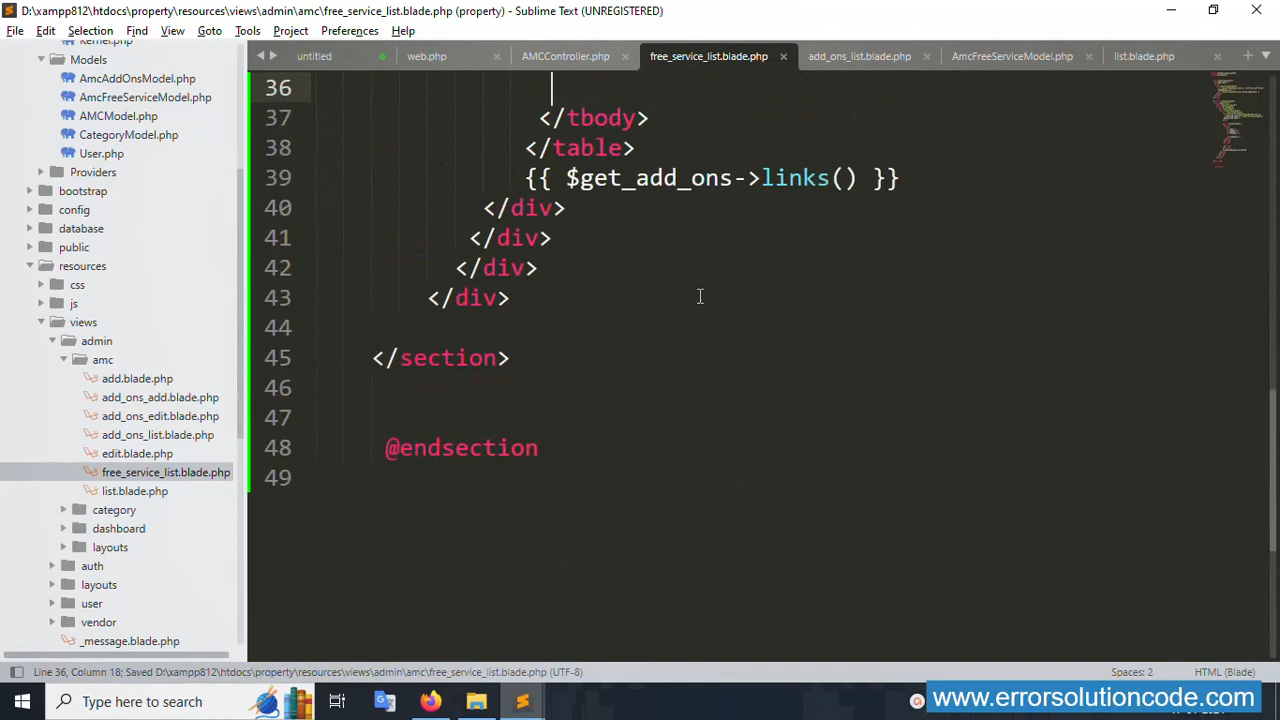 D:\xampp812\htdocs\property\resources\views\admin\amc\free_service_list.blade.php (property) - Sublime Text (UNREGISTERED)
File Edit Selection Find View Goto Tools Project Preferences Help
untitled web.php AMCController.php free_service_list.blade.php add_ons_list.blade.php AmcFreeServiceModel.php list.blade.php
Kernel.php
Models
AmcAddOnsModel.php
AmcFreeServiceModel.php
AMCModel.php
CategoryModel.php
User.php
Providers
bootstrap
config
database
public
resources
css
js
views
admin
amc
add.blade.php
add_ons_add.blade.php
add_ons_edit.blade.php
add_ons_list.blade.php
edit.blade.php
free_service_list.blade.php
list.blade.php
category
dashboard
layouts
auth
layouts
user
vendor
_message.blade.php
36
37 </tbody>
38 </table>
39 {{ $get_add_ons->links() }}
40 </div>
41 </div>
42 </div>
43 </div>
44
45 </section>
46
47
48 @endsection
49
Line 36, Column 18; Saved D:\xampp812\htdocs\property\resources\views\admin\amc\free_service_list.blade.php (UTF-8) Spaces: 2 HTML (Blade)
Type here to search
www.errorsolutioncode.com